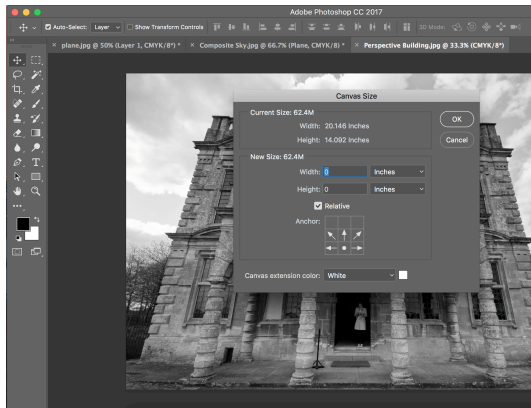 Adobe Photoshop CC 2017
Auto-Select: Layer Show Transform Controls 3D Mode:
× plane.jpg @ 50% (Layer 1, CMYK/8*) * × Composite Sky.jpg @ 66.7% (Plane, CMYK/8) * × Perspective Building.jpg @ 33.3% (CMYK/8*)
Canvas Size
Current Size: 62.4M
OK
Width: 20.146 Inches
Height: 14.092 Inches
Cancel
New Size: 62.4M
Width: 0 Inches
Height: 0 Inches
Relative
Anchor:
Canvas extension color: White